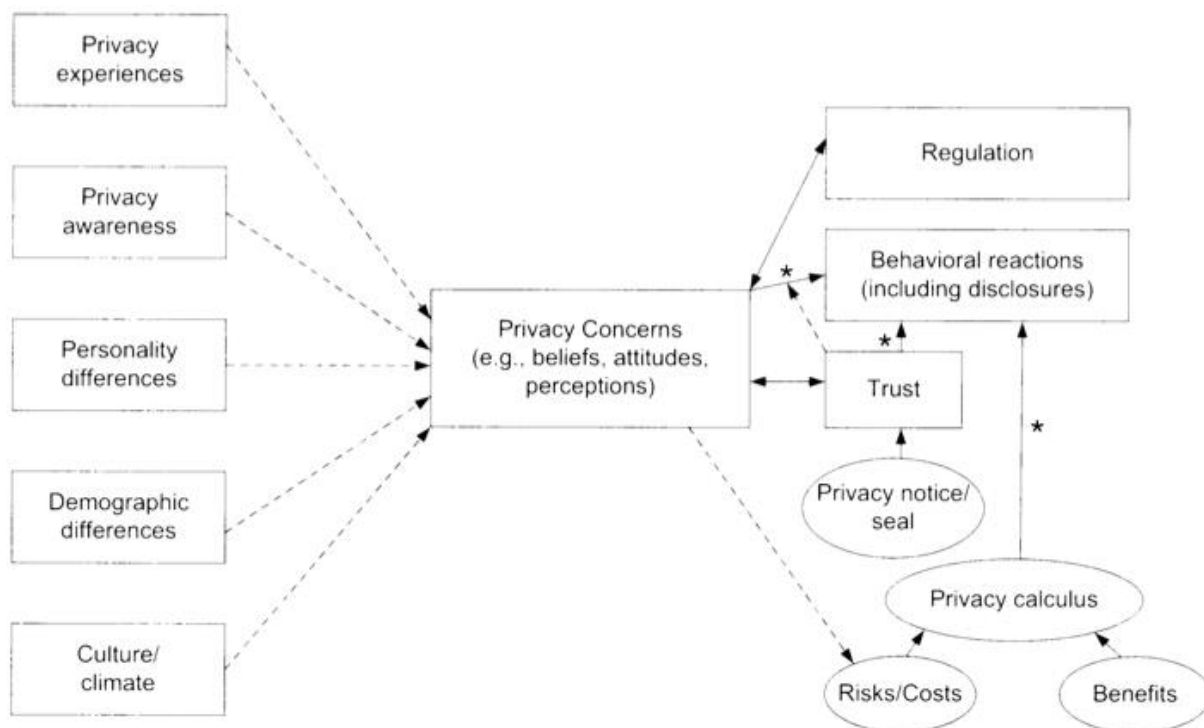 Privacy
experiences
Privacy
awareness
Personality
differences
Demographic
differences
Culture/
climate
Privacy Concerns
(e.g., beliefs, attitudes,
perceptions)
Regulation
*
Behavioral reactions
(including disclosures)
*
Trust
*
Privacy notice/
seal
Privacy calculus
Risks/Costs
Benefits